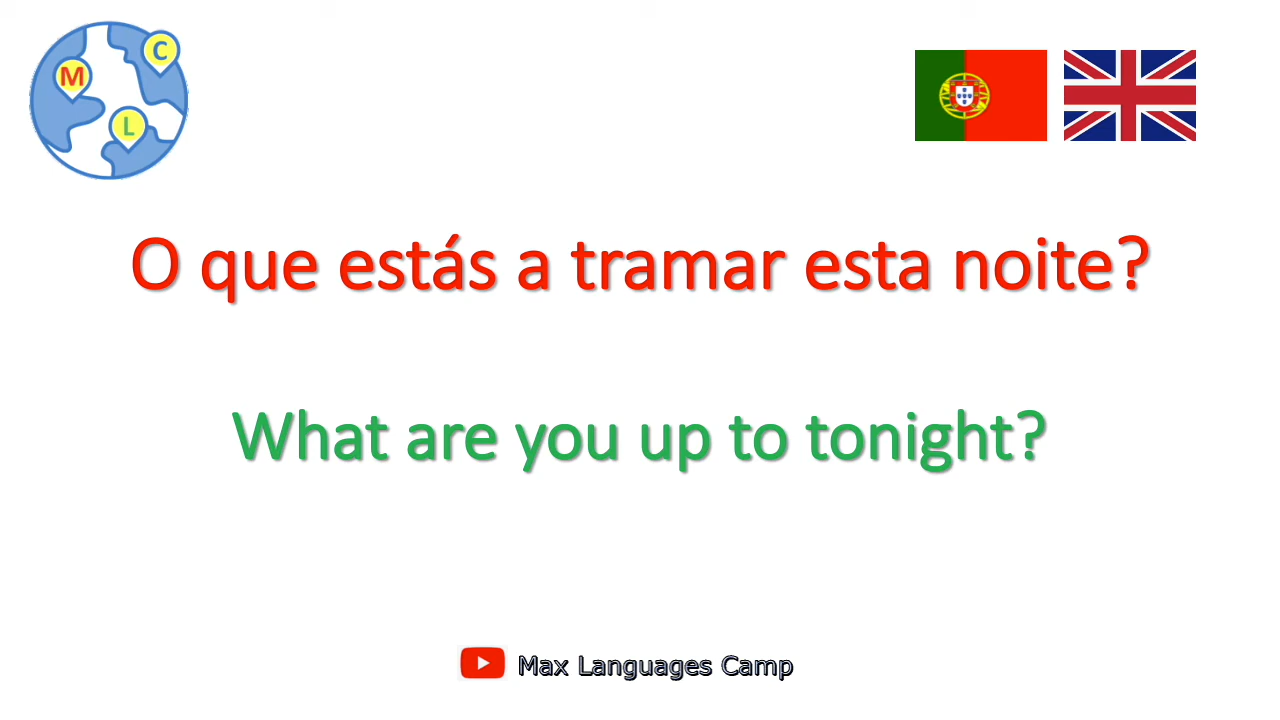 M
C
L
O que estás a tramar esta noite?
What are you up to tonight?
Max Languages Camp